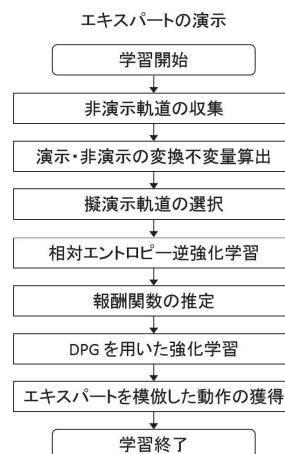 エキスパートの演示
学習開始
非演示軌道の収集
演示・非演示の変換不変量算出
擬演示軌道の選択
相対エントロピー逆強化学習
報酬関数の推定
DPG を用いた強化学習
エキスパートを模倣した動作の獲得
学習終了